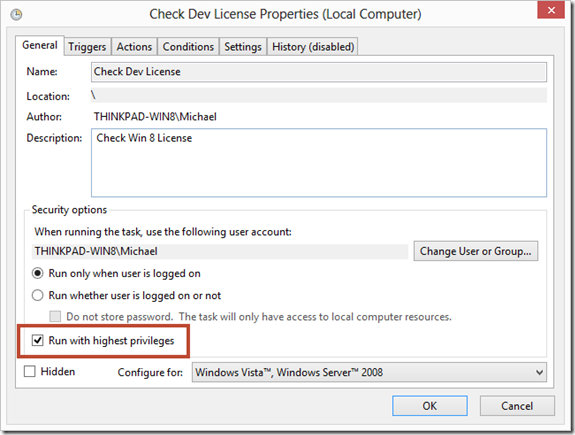 Check Dev License Properties (Local Computer)
General Triggers Actions Conditions Settings History (disabled)
Name: Check Dev License
Location: \
Author: THINKPAD-WIN8\Michael
Description: Check Win 8 License
Security options
When running the task, use the following user account:
THINKPAD-WIN8\Michael Change User or Group...
Run only when user is logged on
Run whether user is logged on or not
Do not store password. The task will only have access to local computer resources.
Run with highest privileges
Hidden Configure for: Windows Vista™, Windows Server™ 2008
OK Cancel